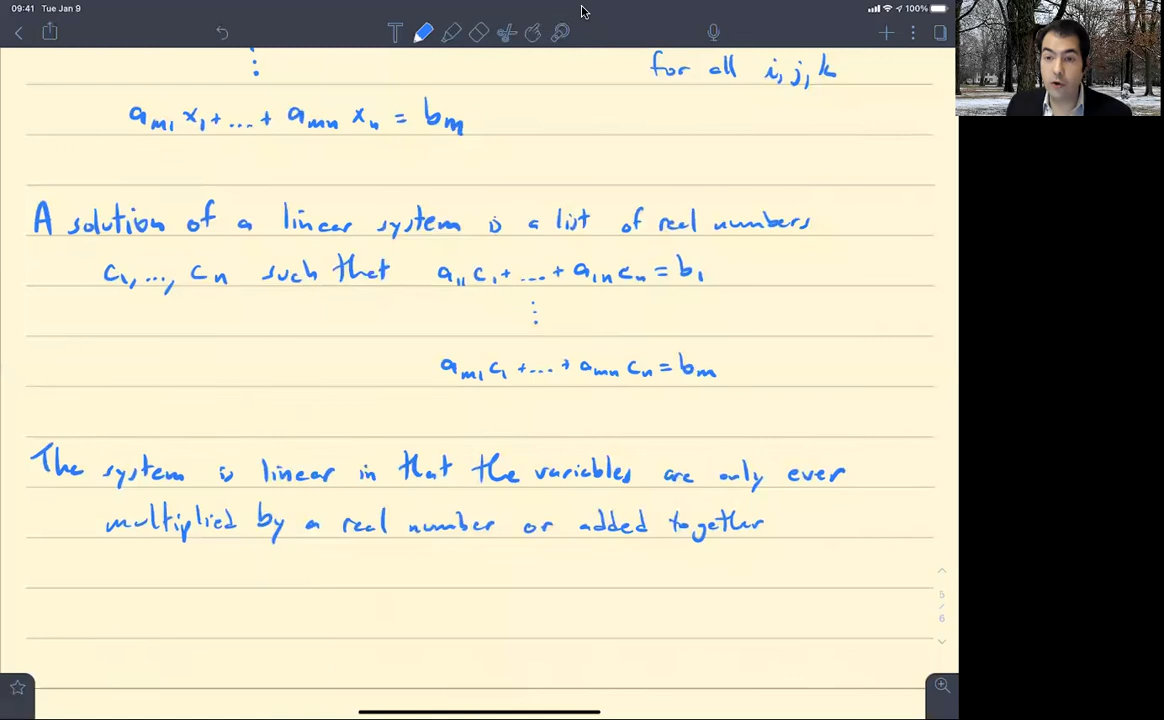 09:41 Tue Jan 9 100%
⋮ for all i, j, k
a_m1 x_1 + ... + a_mn x_n = b_m
A solution of a linear system is a list of real numbers
c_1, ..., c_n such that a_11 c_1 + ... + a_1n c_n = b_1
⋮
a_m1 c_1 + ... + a_mn c_n = b_m
The system is linear in that the variables are only ever
multiplied by a real number or added together
5
/
6